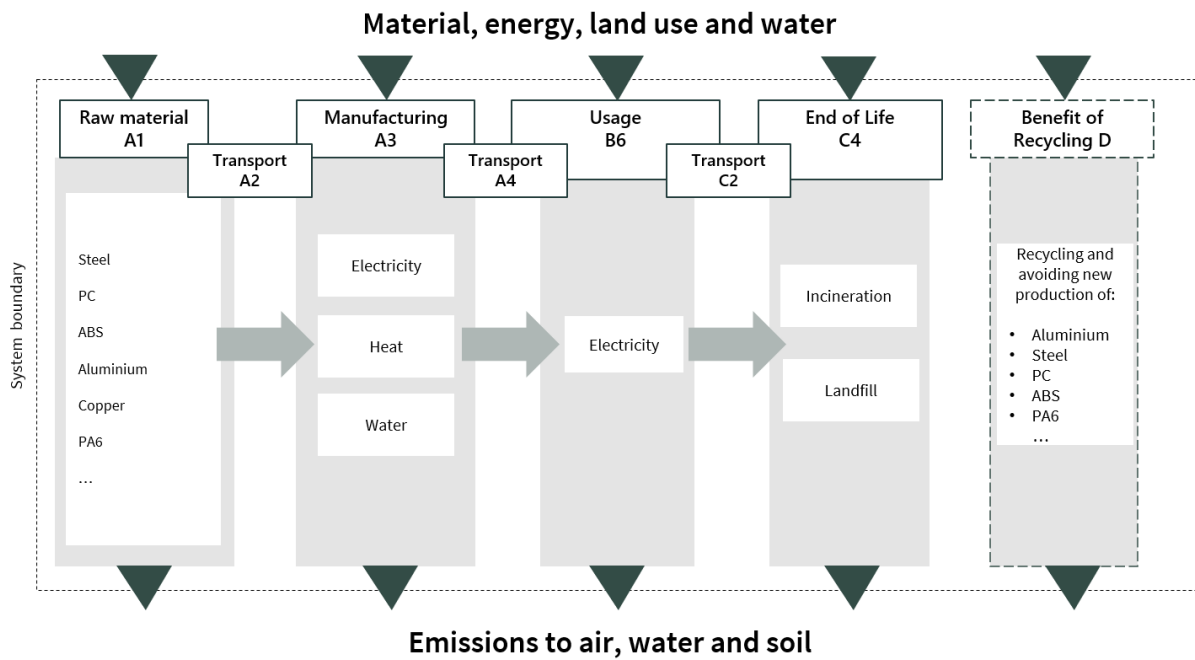 Material, energy, land use and water
Raw material
A1
Transport
A2
Manufacturing
A3
Transport
A4
Usage
B6
Transport
C2
End of Life
C4
Benefit of
Recycling D
System boundary
Steel
PC
ABS
Aluminium
Copper
PA6
...
Electricity
Heat
Water
Electricity
Incineration
Landfill
Recycling and
avoiding new
production of:
• Aluminium
• Steel
• PC
• ABS
• PA6
...
Emissions to air, water and soil